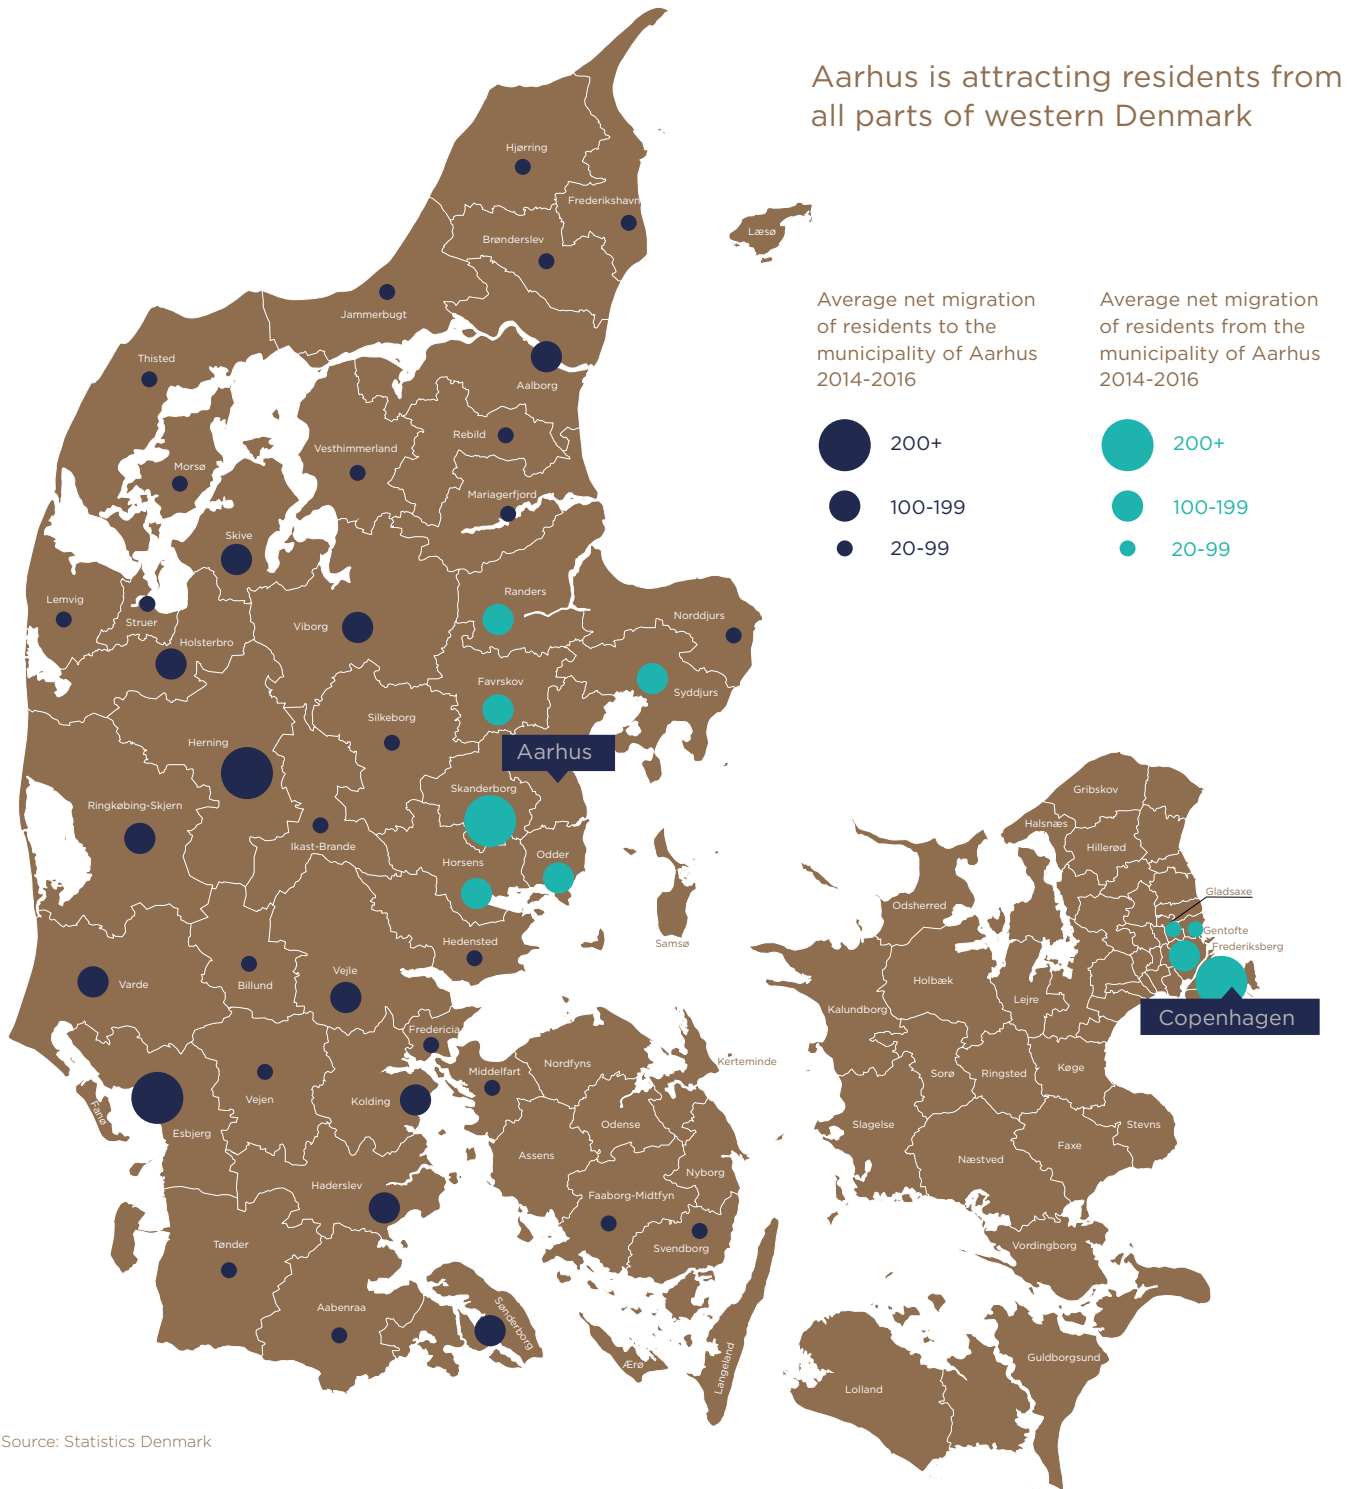 Aarhus is attracting residents from
all parts of western Denmark
Average net migration
of residents to the
municipality of Aarhus
2014-2016
200+
100-199
20-99
Average net migration
of residents from the
municipality of Aarhus
2014-2016
200+
100-199
20-99
Hjørring
Frederikshavn
Læsø
Brønderslev
Jammerbugt
Thisted
Aalborg
Rebild
Vesthimmerland
Morsø
Mariagerfjord
Skive
Lemvig
Struer
Randers
Norddjurs
Viborg
Holsterbro
Favrskov
Syddjurs
Silkeborg
Herning
Aarhus
Skanderborg
Ringkøbing-Skjern
Ikast-Brande
Horsens
Odder
Gribskov
Halsnæs
Hillerød
Gladsaxe
Odsherred
Gentofte
Samsø
Hedensted
Frederiksberg
Vejle
Billund
Varde
Holbæk
Lejre
Kalundborg
Copenhagen
Fredericia
Middelfart
Nordfyns
Kerteminde
Sorø
Ringsted
Køge
Vejen
Kolding
Fanø
Esbjerg
Odense
Slagelse
Stevns
Assens
Næstved
Faxe
Nyborg
Haderslev
Faaborg-Midtfyn
Tønder
Svendborg
Vordingborg
Aabenraa
Sønderborg
Ærø
Langeland
Guldborgsund
Lolland
Source: Statistics Denmark